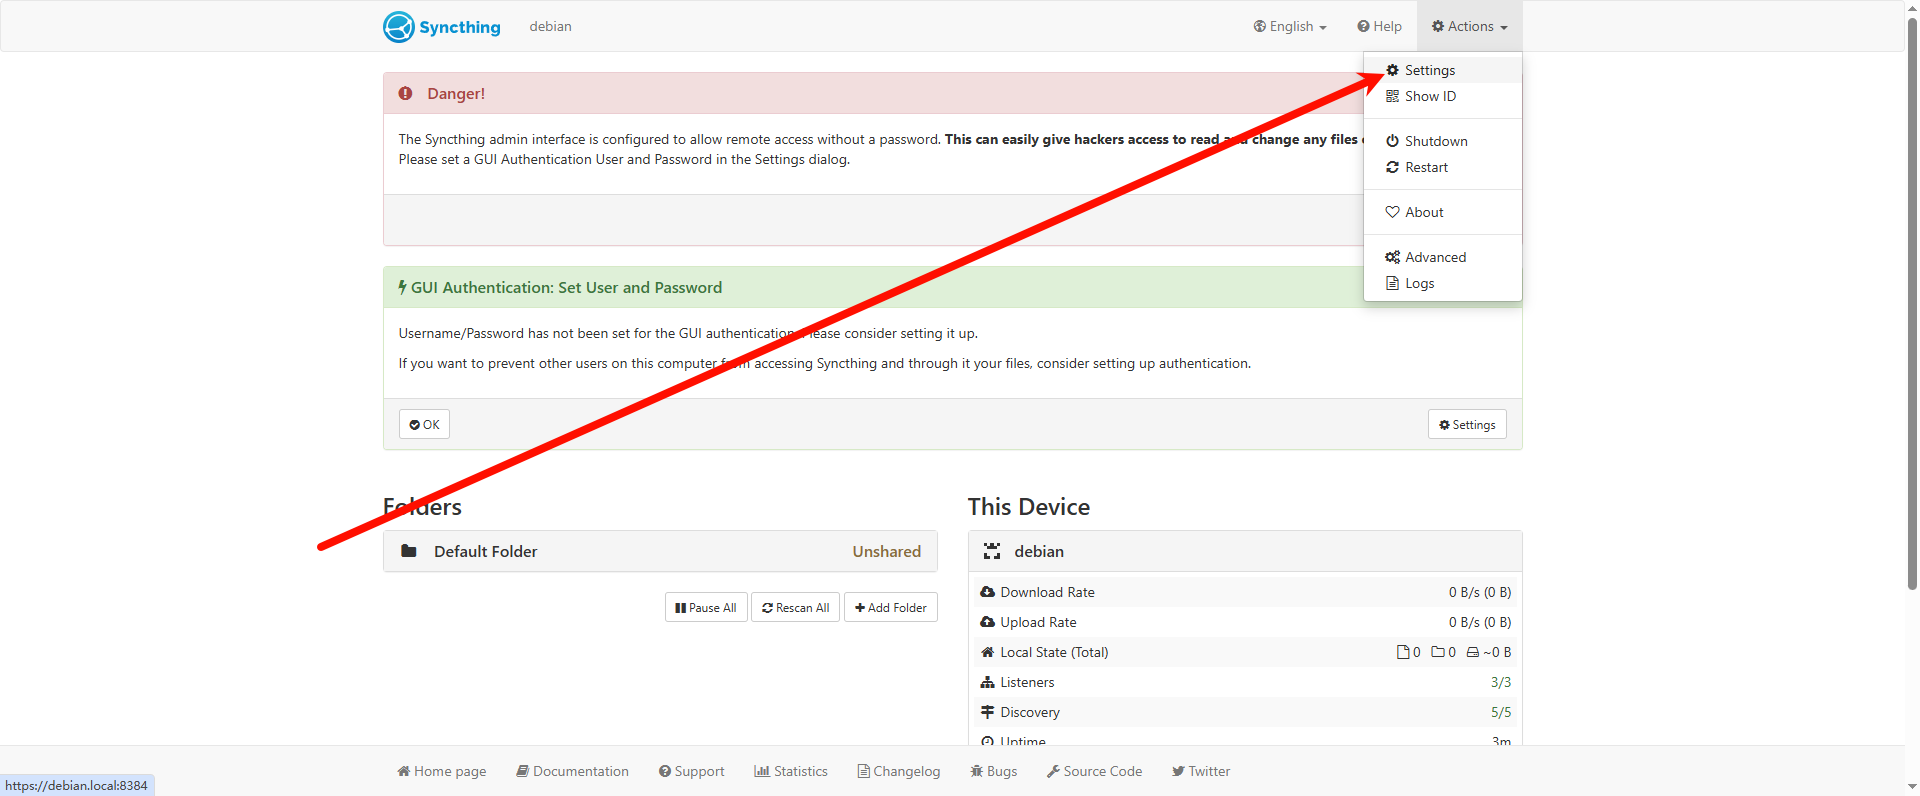 Syncthing
debian
English
Help
Actions
Settings
Show ID
Shutdown
Restart
About
Advanced
Logs
Danger!
The Syncthing admin interface is configured to allow remote access without a password. This can easily give hackers access to read and change any files
Please set a GUI Authentication User and Password in the Settings dialog.
GUI Authentication: Set User and Password
Username/Password has not been set for the GUI authentication. Please consider setting it up.
If you want to prevent other users on this computer from accessing Syncthing and through it your files, consider setting up authentication.
OK
Settings
Folders
Default Folder Unshared
Pause All Rescan All Add Folder
This Device
debian
Download Rate 0 B/s (0 B)
Upload Rate 0 B/s (0 B)
Local State (Total) 0 0 ~0 B
Listeners 3/3
Discovery 5/5
Uptime 3m
Home page Documentation Support Statistics Changelog Bugs Source Code Twitter
https://debian.local:8384